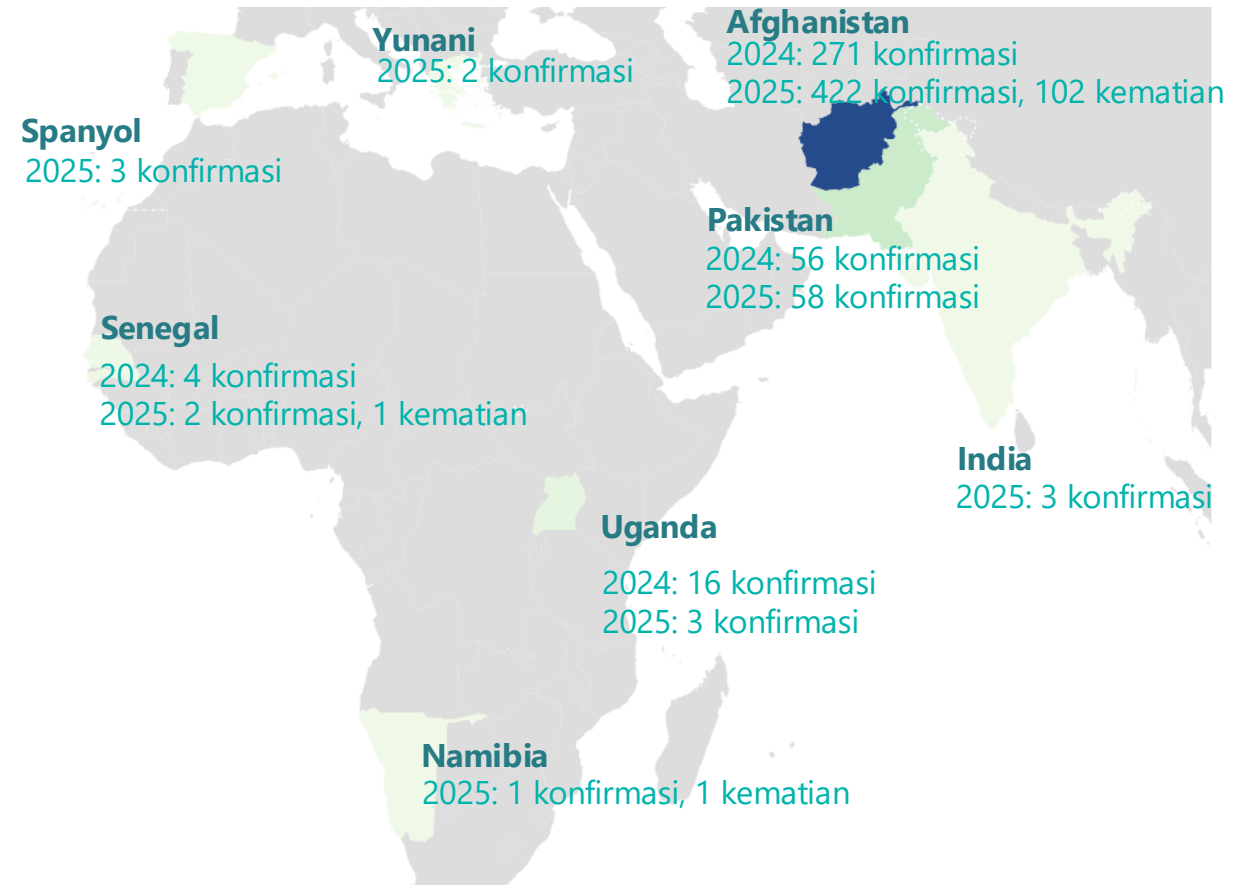 Yunani
2025: 2 konfirmasi
Afghanistan
2024: 271 konfirmasi
2025: 422 konfirmasi, 102 kematian
Spanyol
2025: 3 konfirmasi
Pakistan
2024: 56 konfirmasi
2025: 58 konfirmasi
Senegal
2024: 4 konfirmasi
2025: 2 konfirmasi, 1 kematian
India
2025: 3 konfirmasi
Uganda
2024: 16 konfirmasi
2025: 3 konfirmasi
Namibia
2025: 1 konfirmasi, 1 kematian